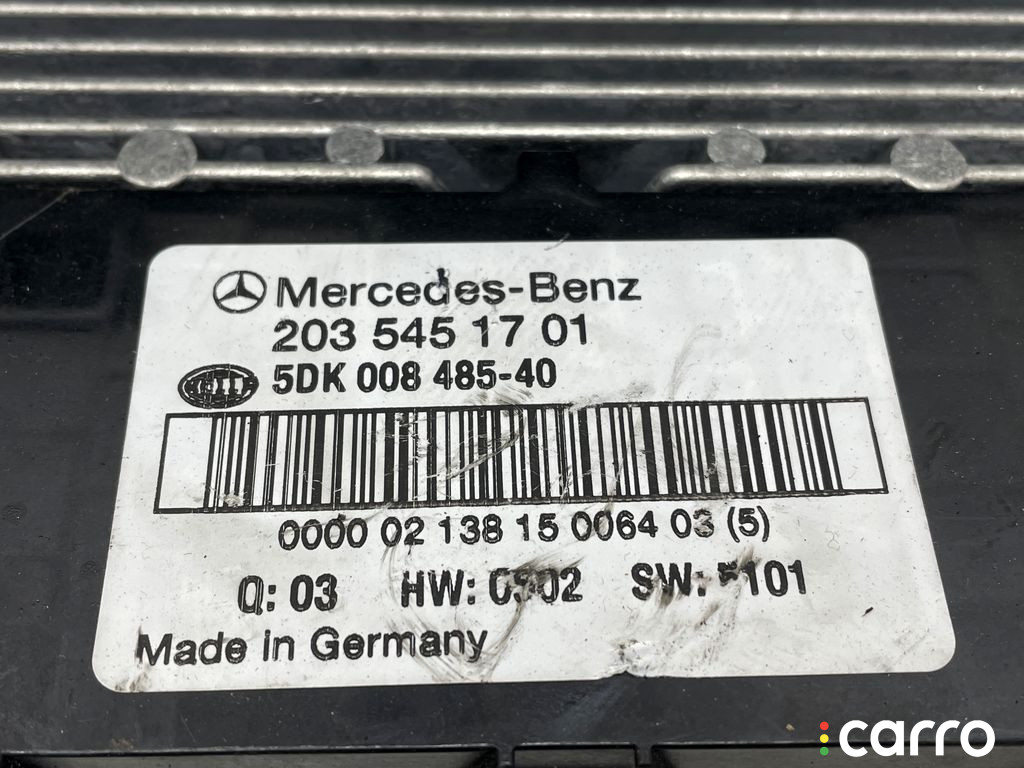 Mercedes-Benz
203 545 17 01
HELLA 5DK 008 485-40
0000 02 138 15 0064 03 (5)
Q: 03 HW: SW:
Made in Germany
carro